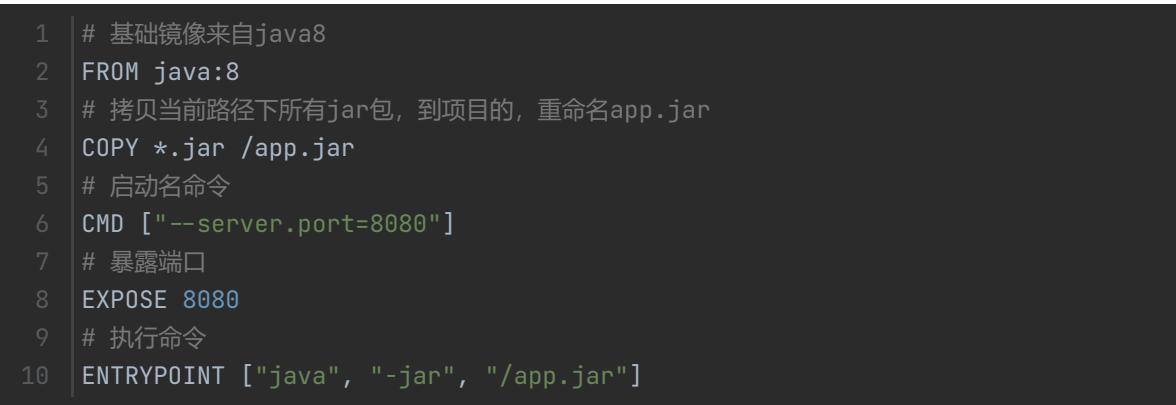 1 # 基础镜像来自java8
2 FROM java:8
3 # 拷贝当前路径下所有jar包，到项目的，重命名app.jar
4 COPY *.jar /app.jar
5 # 启动名命令
6 CMD ["--server.port=8080"]
7 # 暴露端口
8 EXPOSE 8080
9 # 执行命令
10 ENTRYPOINT ["java", "-jar", "/app.jar"]